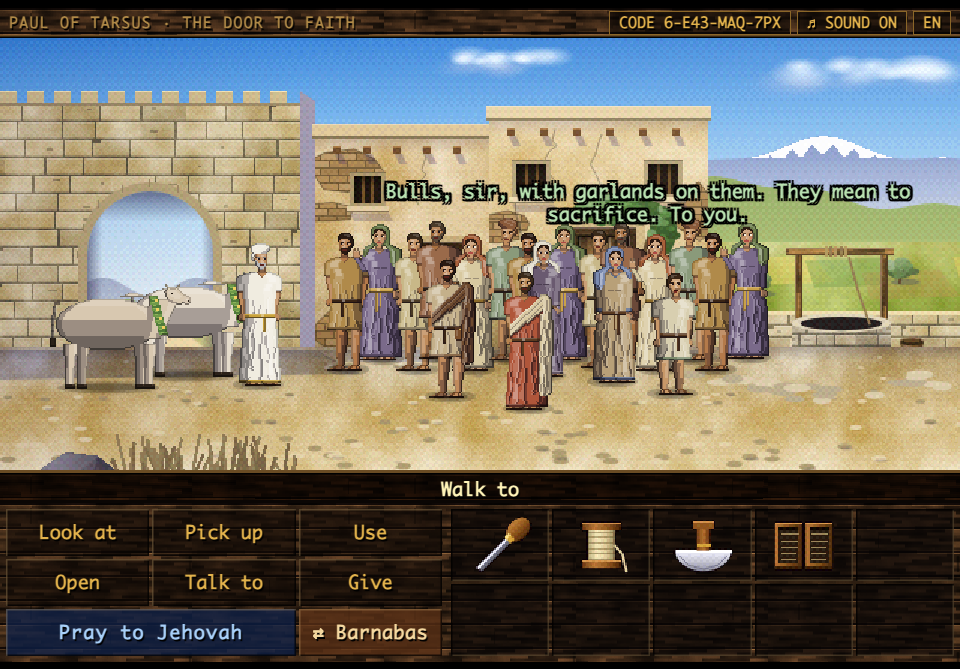 PAUL OF TARSUS · THE DOOR TO FAITH
CODE 6-E43-MAQ-7PX
♬ SOUND ON
EN
Bulls, sir, with garlands on them. They mean to
sacrifice. To you.
Walk to
Look at
Pick up
Use
Open
Talk to
Give
Pray to Jehovah
⇄ Barnabas